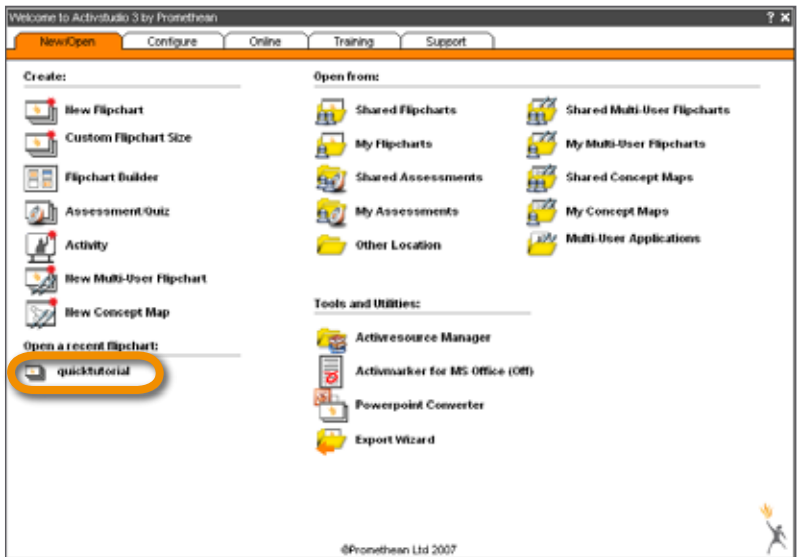 Welcome to Activstudio 3 by Promethean
? x
New/Open Configure Online Training Support
Create:
New Flipchart
Custom Flipchart Size
Flipchart Builder
Assessment/Quiz
Activity
New Multi-User Flipchart
New Concept Map
Open a recent flipchart:
quicktutorial
Open from:
Shared Flipcharts
My Flipcharts
Shared Assessments
My Assessments
Other Location
Shared Multi-User Flipcharts
My Multi-User Flipcharts
Shared Concept Maps
My Concept Maps
Multi-User Applications
Tools and Utilities:
Activresource Manager
Activmarker for MS Office (Off)
Powerpoint Converter
Export Wizard
©Promethean Ltd 2007